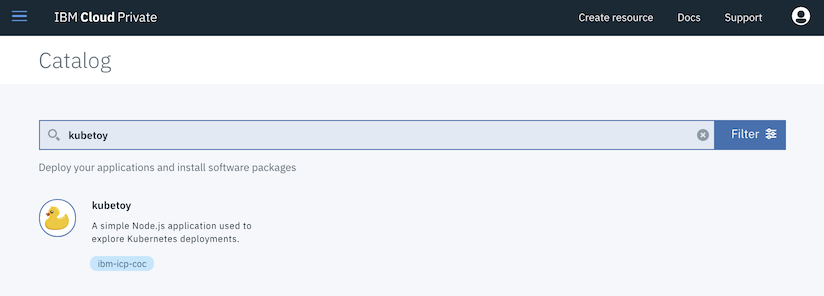 IBM Cloud Private
Create resource
Docs
Support
Catalog
kubetoy
Filter
Deploy your applications and install software packages
kubetoy
A simple Node.js application used to
explore Kubernetes deployments.
ibm-icp-coc